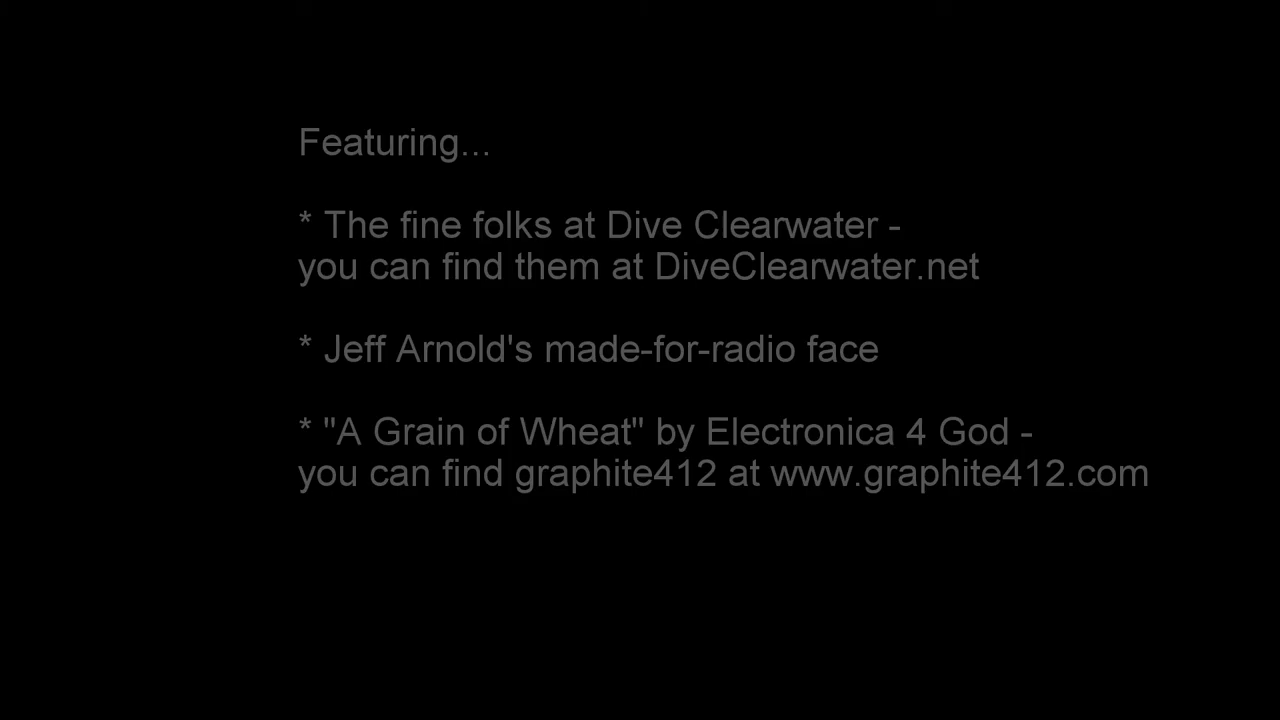 Featuring...
* The fine folks at Dive Clearwater -
you can find them at DiveClearwater.net
* Jeff Arnold's made-for-radio face
* "A Grain of Wheat" by Electronica 4 God -
you can find graphite412 at www.graphite412.com